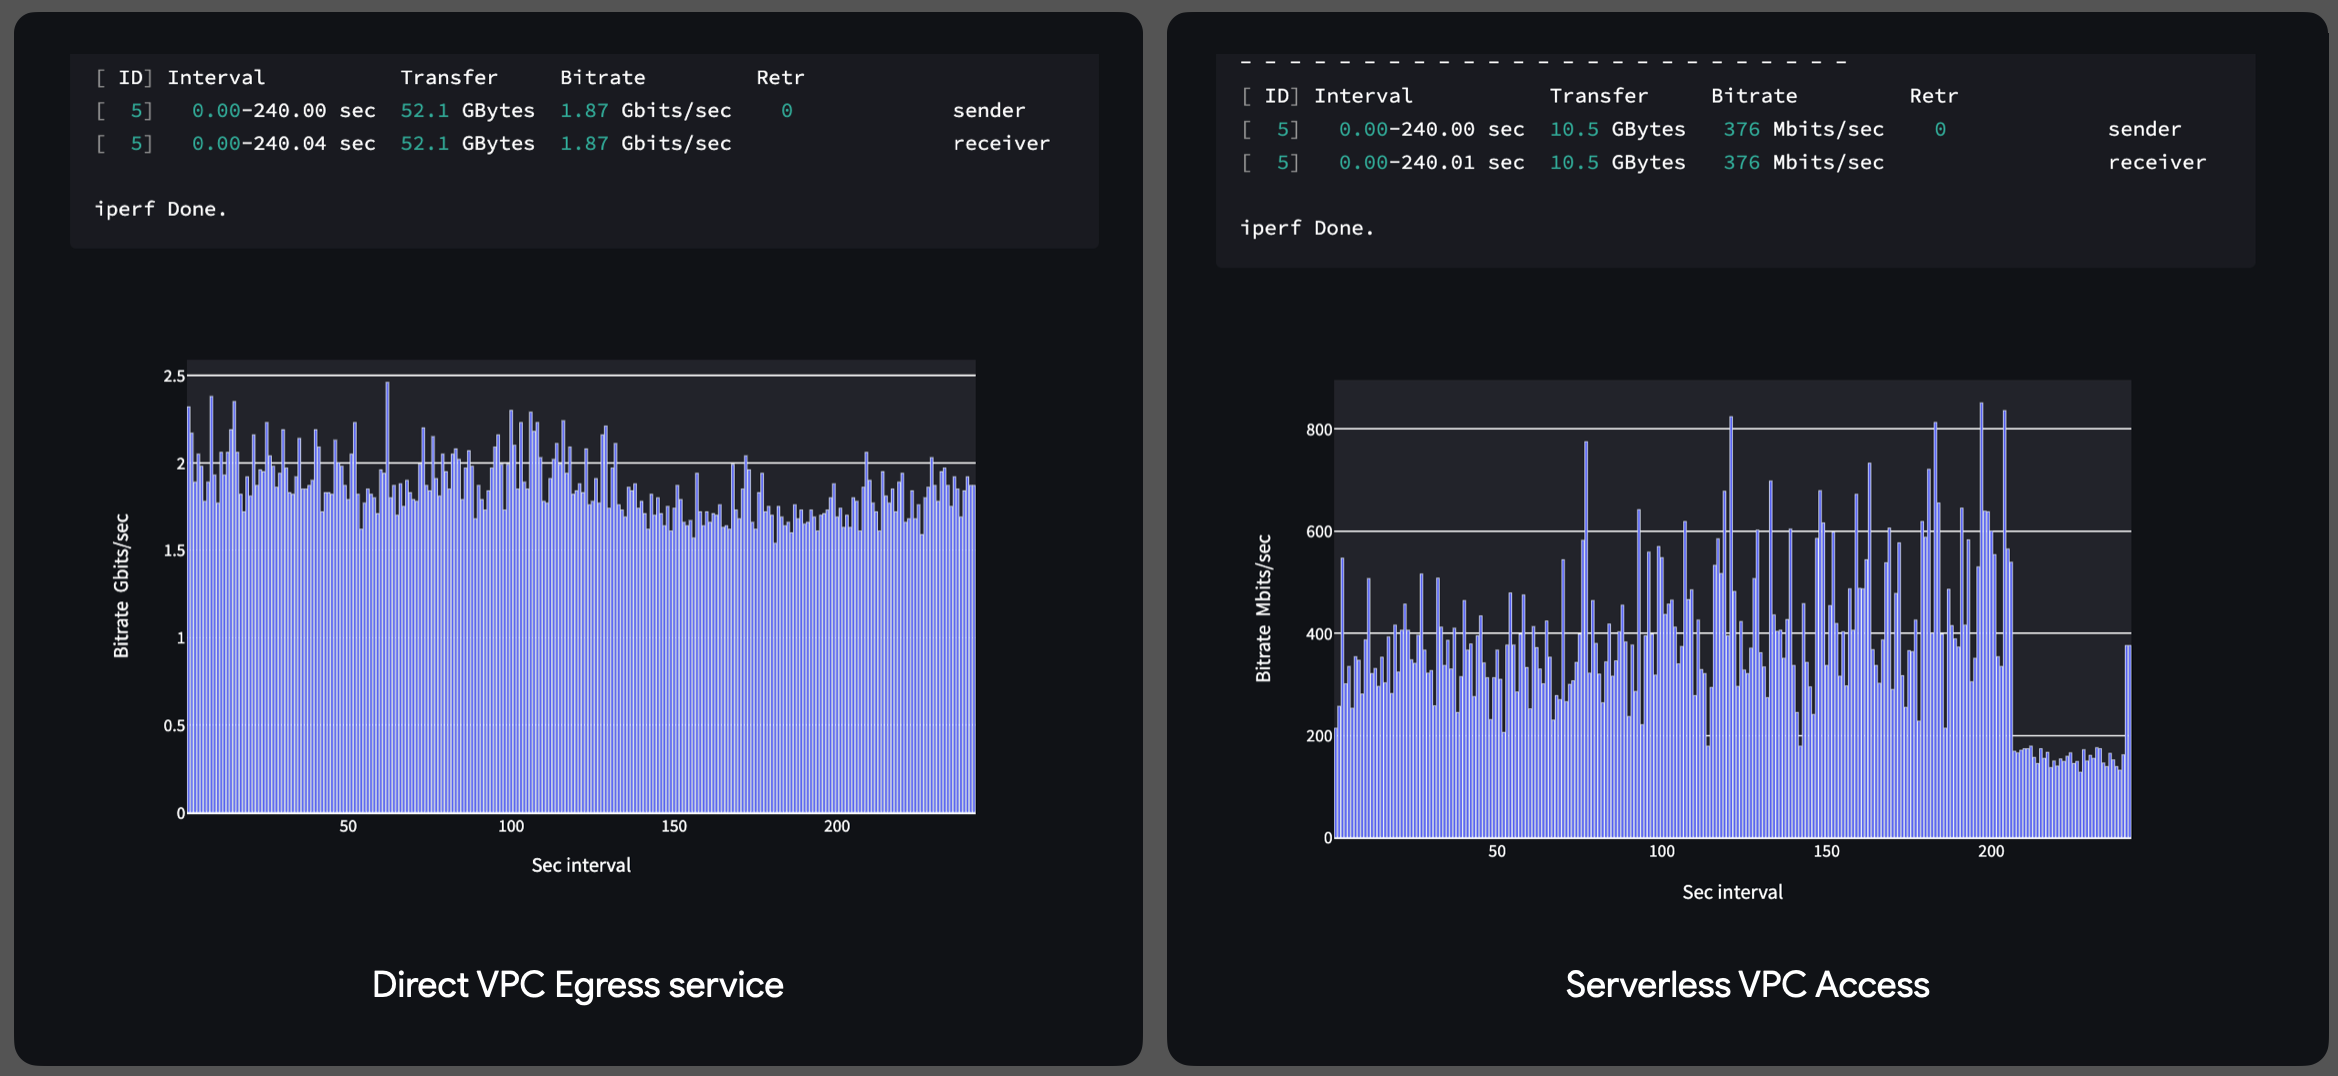 [ ID] Interval Transfer Bitrate Retr
[ 5] 0.00-240.00 sec 52.1 GBytes 1.87 Gbits/sec 0 sender
[ 5] 0.00-240.04 sec 52.1 GBytes 1.87 Gbits/sec receiver
iperf Done.
2.5
2
1.5
1
0.5
0
Bitrate Gbits/sec
50 100 150 200
Sec interval
Direct VPC Egress service
- - - - - - - - - - - - - - - - - - - - - - - - -
[ ID] Interval Transfer Bitrate Retr
[ 5] 0.00-240.00 sec 10.5 GBytes 376 Mbits/sec 0 sender
[ 5] 0.00-240.01 sec 10.5 GBytes 376 Mbits/sec receiver
iperf Done.
800
600
400
200
0
Bitrate Mbits/sec
50 100 150 200
Sec interval
Serverless VPC Access